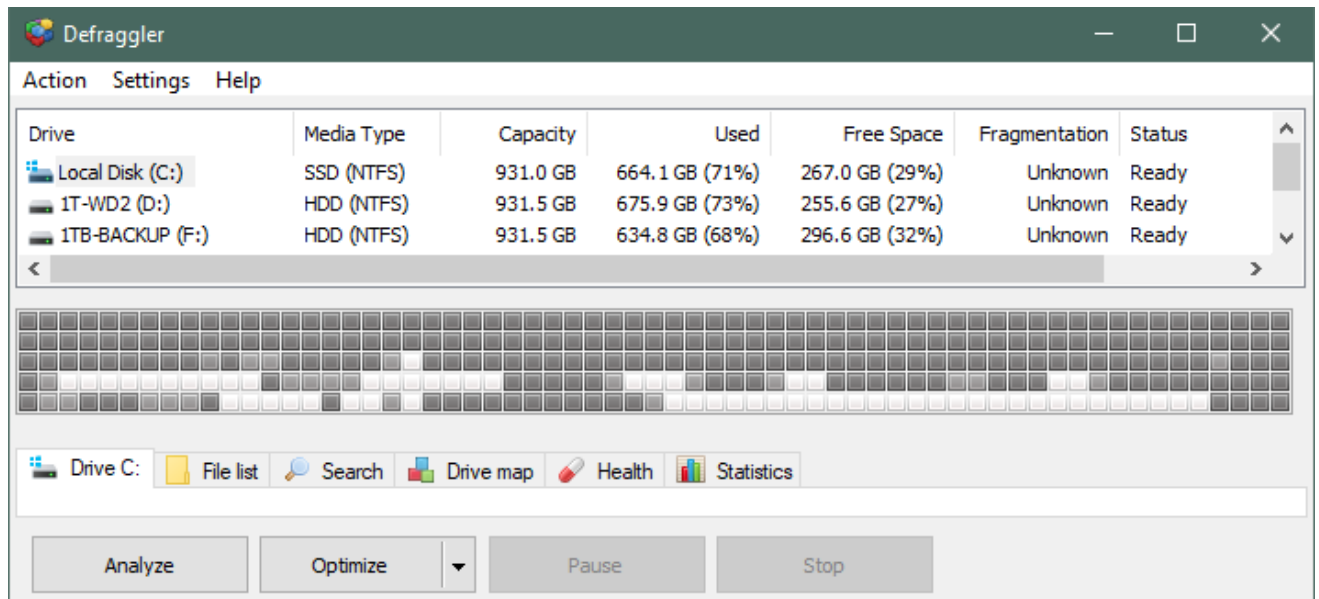 Defraggler
Action Settings Help
Drive Media Type Capacity Used Free Space Fragmentation Status
Local Disk (C:) SSD (NTFS) 931.0 GB 664.1 GB (71%) 267.0 GB (29%) Unknown Ready
1T-WD2 (D:) HDD (NTFS) 931.5 GB 675.9 GB (73%) 255.6 GB (27%) Unknown Ready
1TB-BACKUP (F:) HDD (NTFS) 931.5 GB 634.8 GB (68%) 296.6 GB (32%) Unknown Ready
Drive C: File list Search Drive map Health Statistics
Analyze Optimize Pause Stop